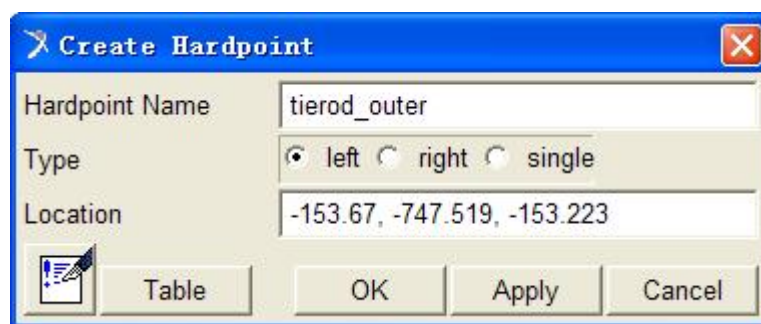 Create Hardpoint
Hardpoint Name tierod_outer
Type left right single
Location -153.67, -747.519, -153.223
Table OK Apply Cancel